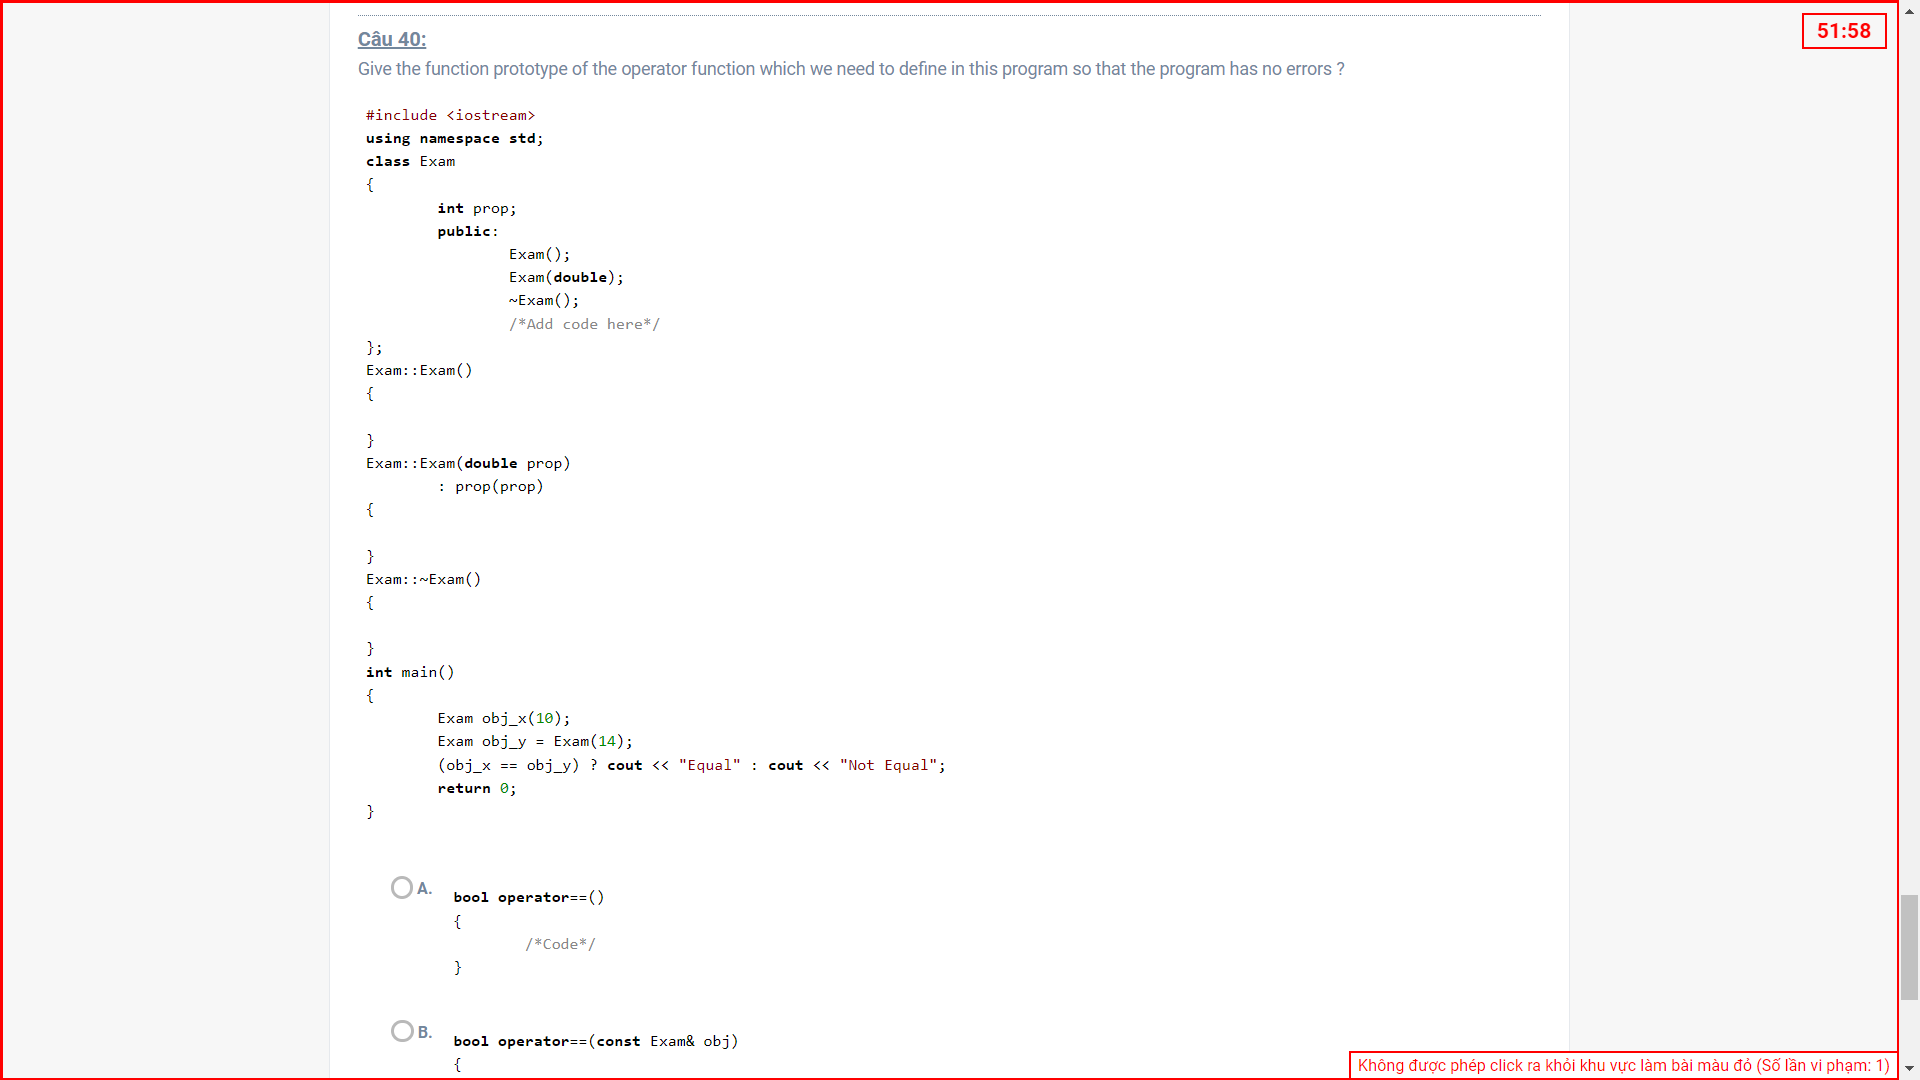 51:58
Câu 40:
Give the function prototype of the operator function which we need to define in this program so that the program has no errors ?
#include <iostream>
using namespace std;
class Exam
{
int prop;
public:
Exam();
Exam(double);
~Exam();
/*Add code here*/
};
Exam::Exam()
{
}
Exam::Exam(double prop)
: prop(prop)
{
}
Exam::~Exam()
{
}
int main()
{
Exam obj_x(10);
Exam obj_y = Exam(14);
(obj_x == obj_y) ? cout << "Equal" : cout << "Not Equal";
return 0;
}
A.
bool operator==()
{
/*Code*/
}
B.
bool operator==(const Exam& obj)
{
Không được phép click ra khỏi khu vực làm bài màu đỏ (Số lần vi phạm: 1)